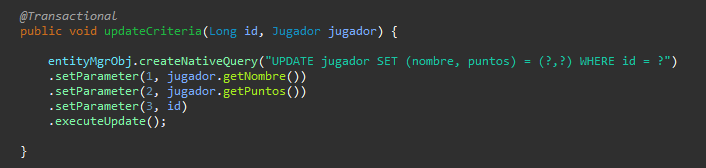 @Transactional
public void updateCriteria(Long id, Jugador jugador) {
entityMgrObj.createNativeQuery("UPDATE jugador SET (nombre, puntos) = (?,?) WHERE id = ?")
.setParameter(1, jugador.getNombre())
.setParameter(2, jugador.getPuntos())
.setParameter(3, id)
.executeUpdate();
}